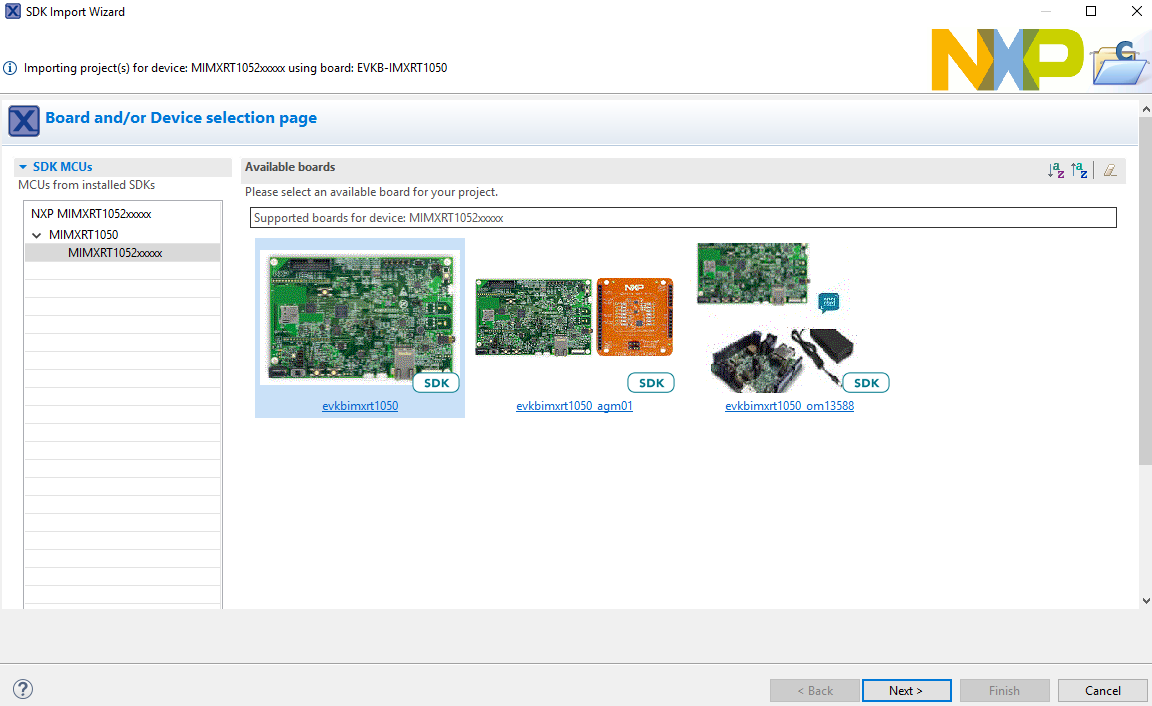 SDK Import Wizard
Importing project(s) for device: MIMXRT1052xxxxx using board: EVKB-IMXRT1050
NXP
C
Board and/or Device selection page
SDK MCUs
MCUs from installed SDKs
NXP MIMXRT1052xxxxx
MIMXRT1050
MIMXRT1052xxxxx
Available boards
Please select an available board for your project.
Supported boards for device: MIMXRT1052xxxxx
NXP
SDK
SDK
SDK
evkbimxrt1050
evkbimxrt1050_agm01
evkbimxrt1050_om13588
< Back
Next >
Finish
Cancel